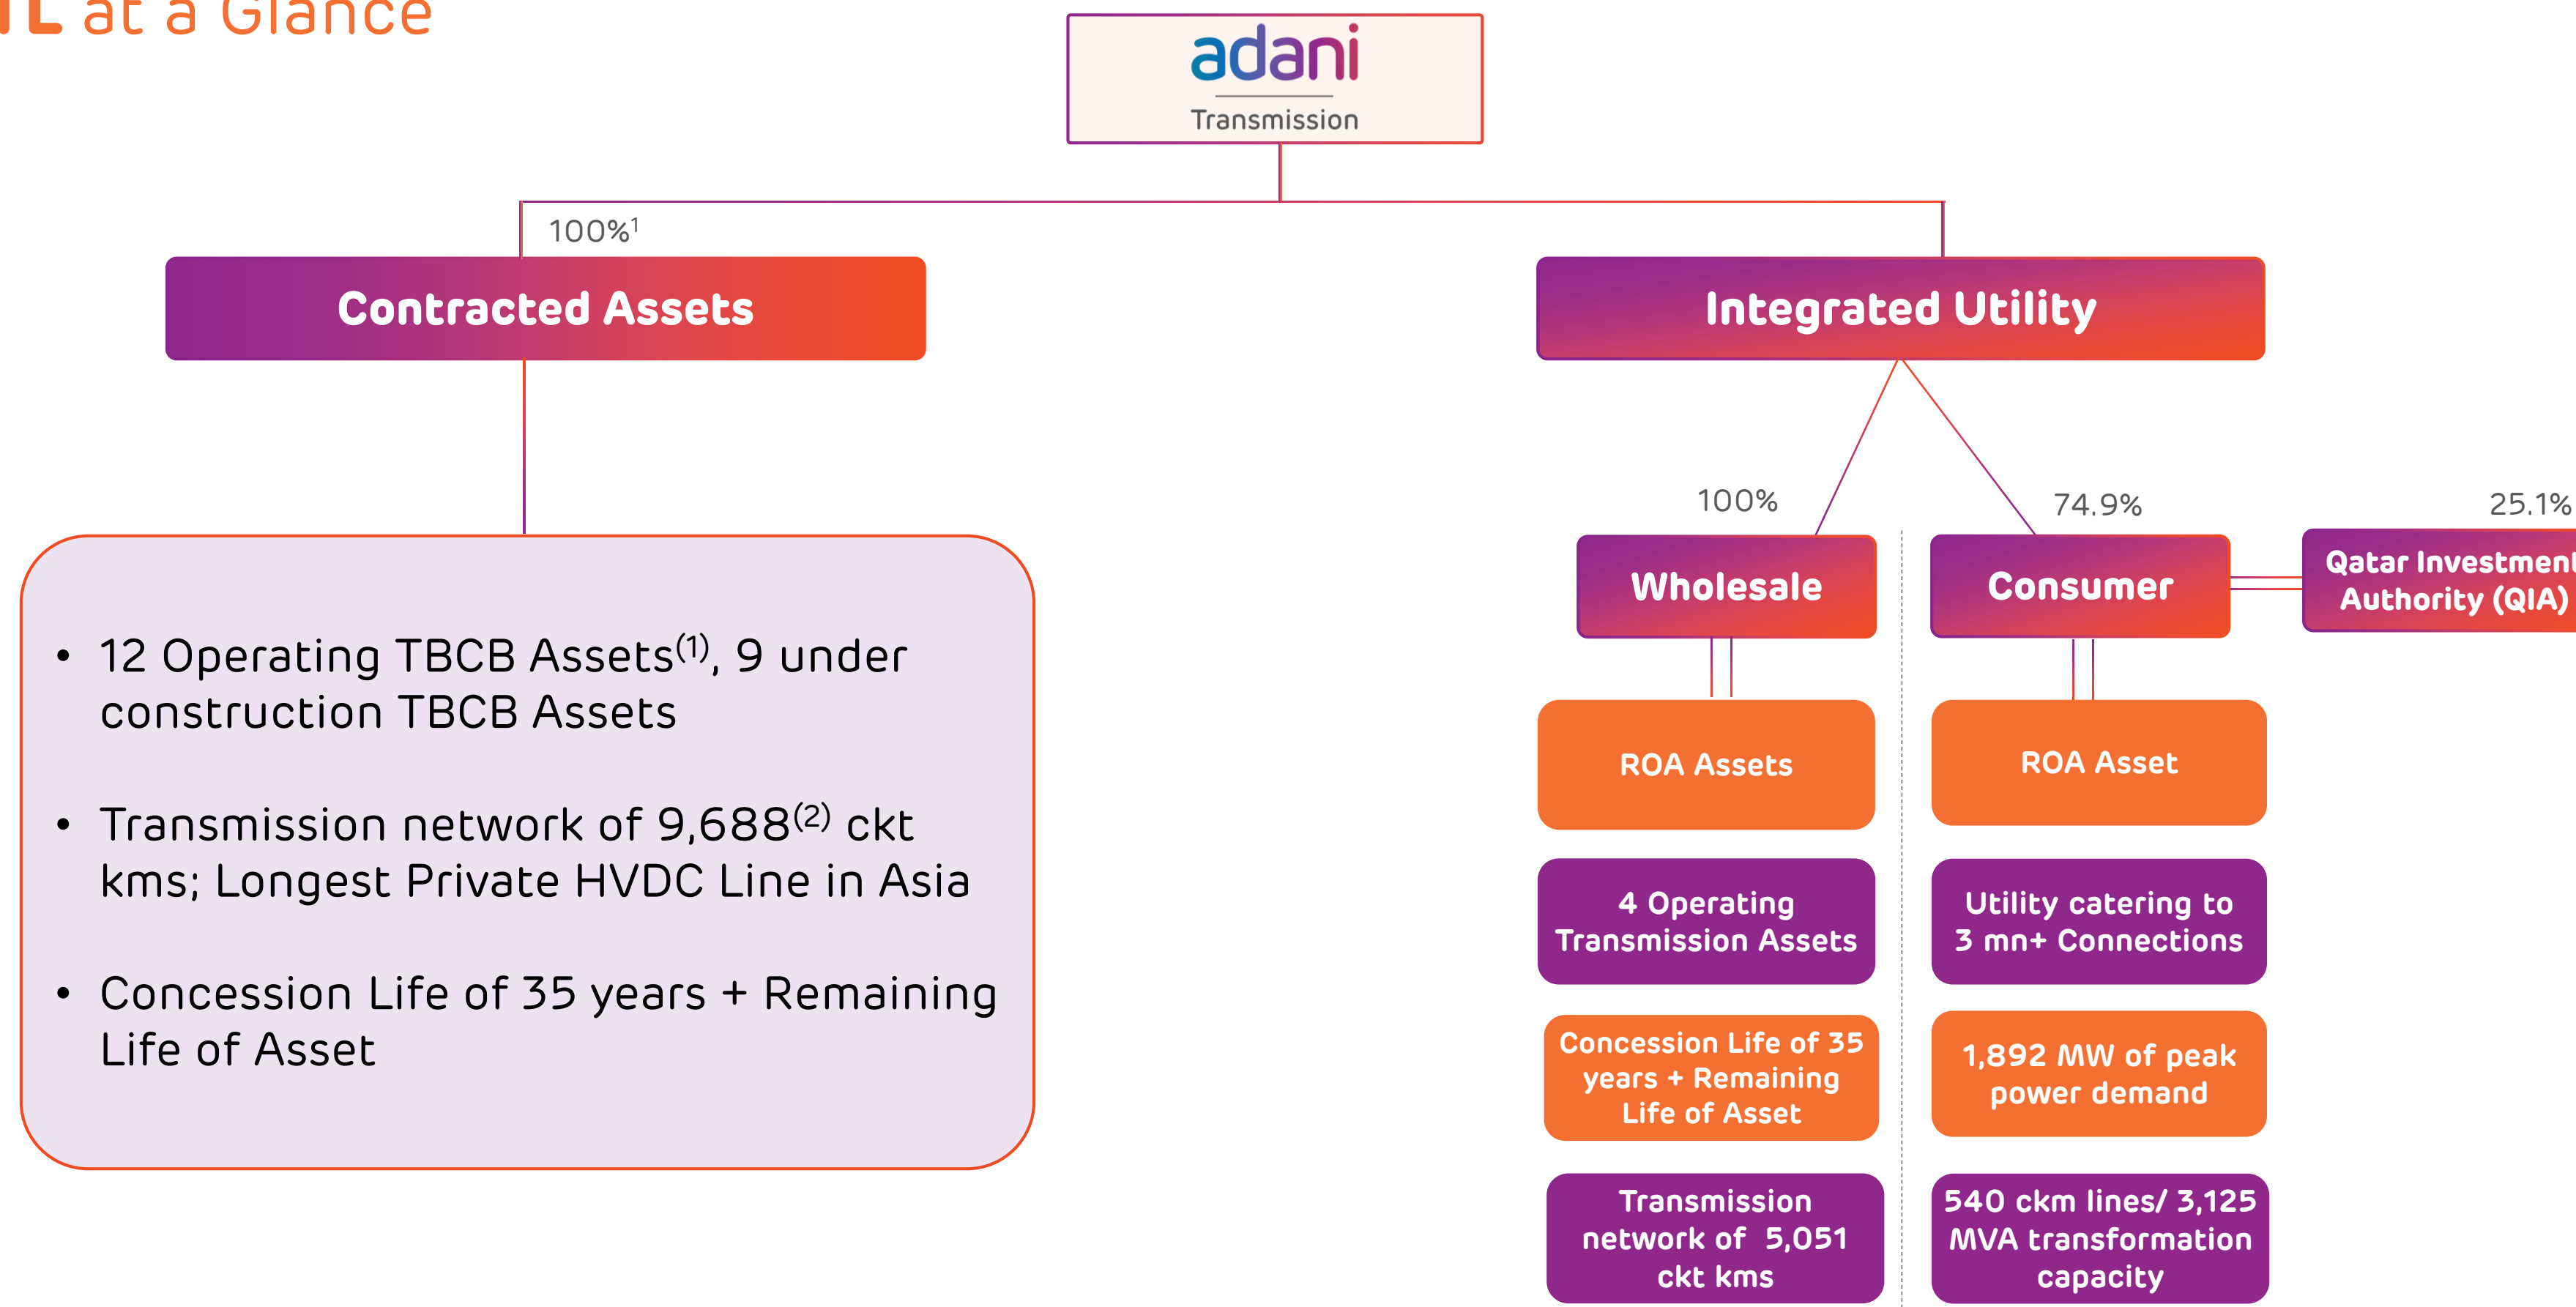 TL at a Glance
adani
Transmission
100%¹
Contracted Assets
Integrated Utility
• 12 Operating TBCB Assets⁽¹⁾, 9 under
construction TBCB Assets
• Transmission network of 9,688⁽²⁾ ckt
kms; Longest Private HVDC Line in Asia
• Concession Life of 35 years + Remaining
Life of Asset
100%
74.9%
25.1%
Wholesale
Consumer
Qatar Investment
Authority (QIA)
ROA Assets
4 Operating
Transmission Assets
Concession Life of 35
years + Remaining
Life of Asset
Transmission
network of 5,051
ckt kms
ROA Asset
Utility catering to
3 mn+ Connections
1,892 MW of peak
power demand
540 ckm lines/ 3,125
MVA transformation
capacity